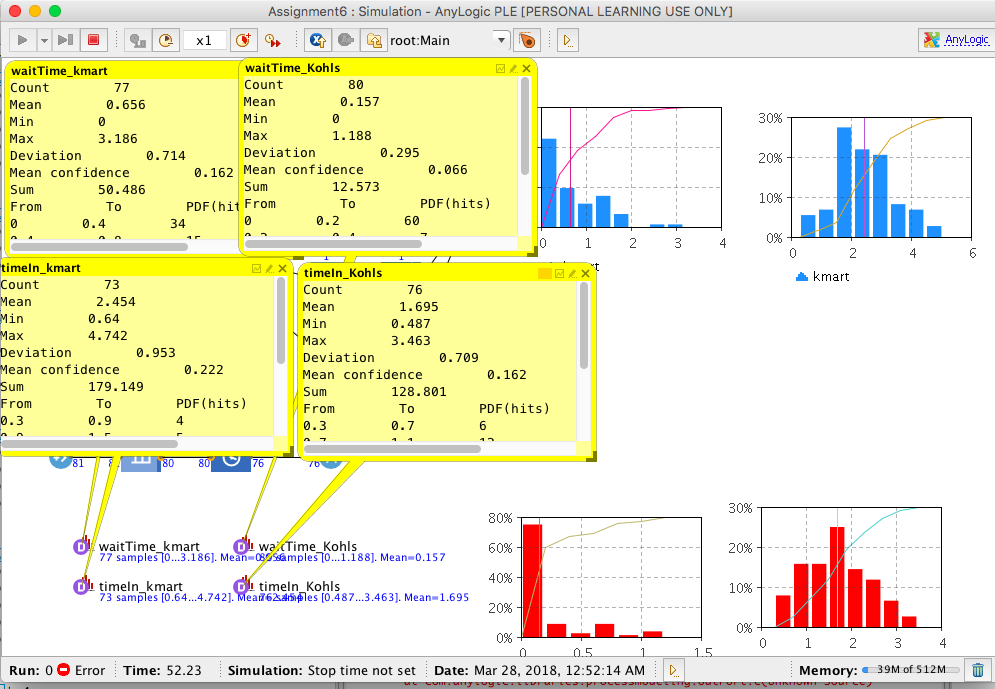 Assignment6 : Simulation - AnyLogic PLE [PERSONAL LEARNING USE ONLY]
x1
root:Main
AnyLogic
waitTime_kmart
Count 77
Mean 0.656
Min 0
Max 3.186
Deviation 0.714
Mean confidence 0.162
Sum 50.486
From To PDF(hit
0 0.4 34
waitTime_Kohls
Count 80
Mean 0.157
Min 0
Max 1.188
Deviation 0.295
Mean confidence 0.066
Sum 12.573
From To PDF(hits)
0 0.2 60
0 1 2 3 4
30%
20%
10%
0%
0 2 4 6
kmart
timeIn_kmart
Count 73
Mean 2.454
Min 0.64
Max 4.742
Deviation 0.953
Mean confidence 0.222
Sum 179.149
From To PDF(hits)
0.3 0.9 4
timeIn_Kohls
Count 76
Mean 1.695
Min 0.487
Max 3.463
Deviation 0.709
Mean confidence 0.162
Sum 128.801
From To PDF(hits)
0.3 0.7 6
81 80 80 76 76
waitTime_kmart
77 samples [0...3.186]. Mean=
waitTime_Kohls
[0...1.188]. Mean=0.157
timeIn_kmart
73 samples [0.64...4.742]. Mean=
timeIn_Kohls
[0.487...3.463]. Mean=1.695
80%
60%
40%
20%
0%
0 0.5 1 1.5
30%
20%
10%
0%
0 1 2 3 4
Run: 0 Error Time: 52.23 Simulation: Stop time not set Date: Mar 28, 2018, 12:52:14 AM Memory: 39M of 512M